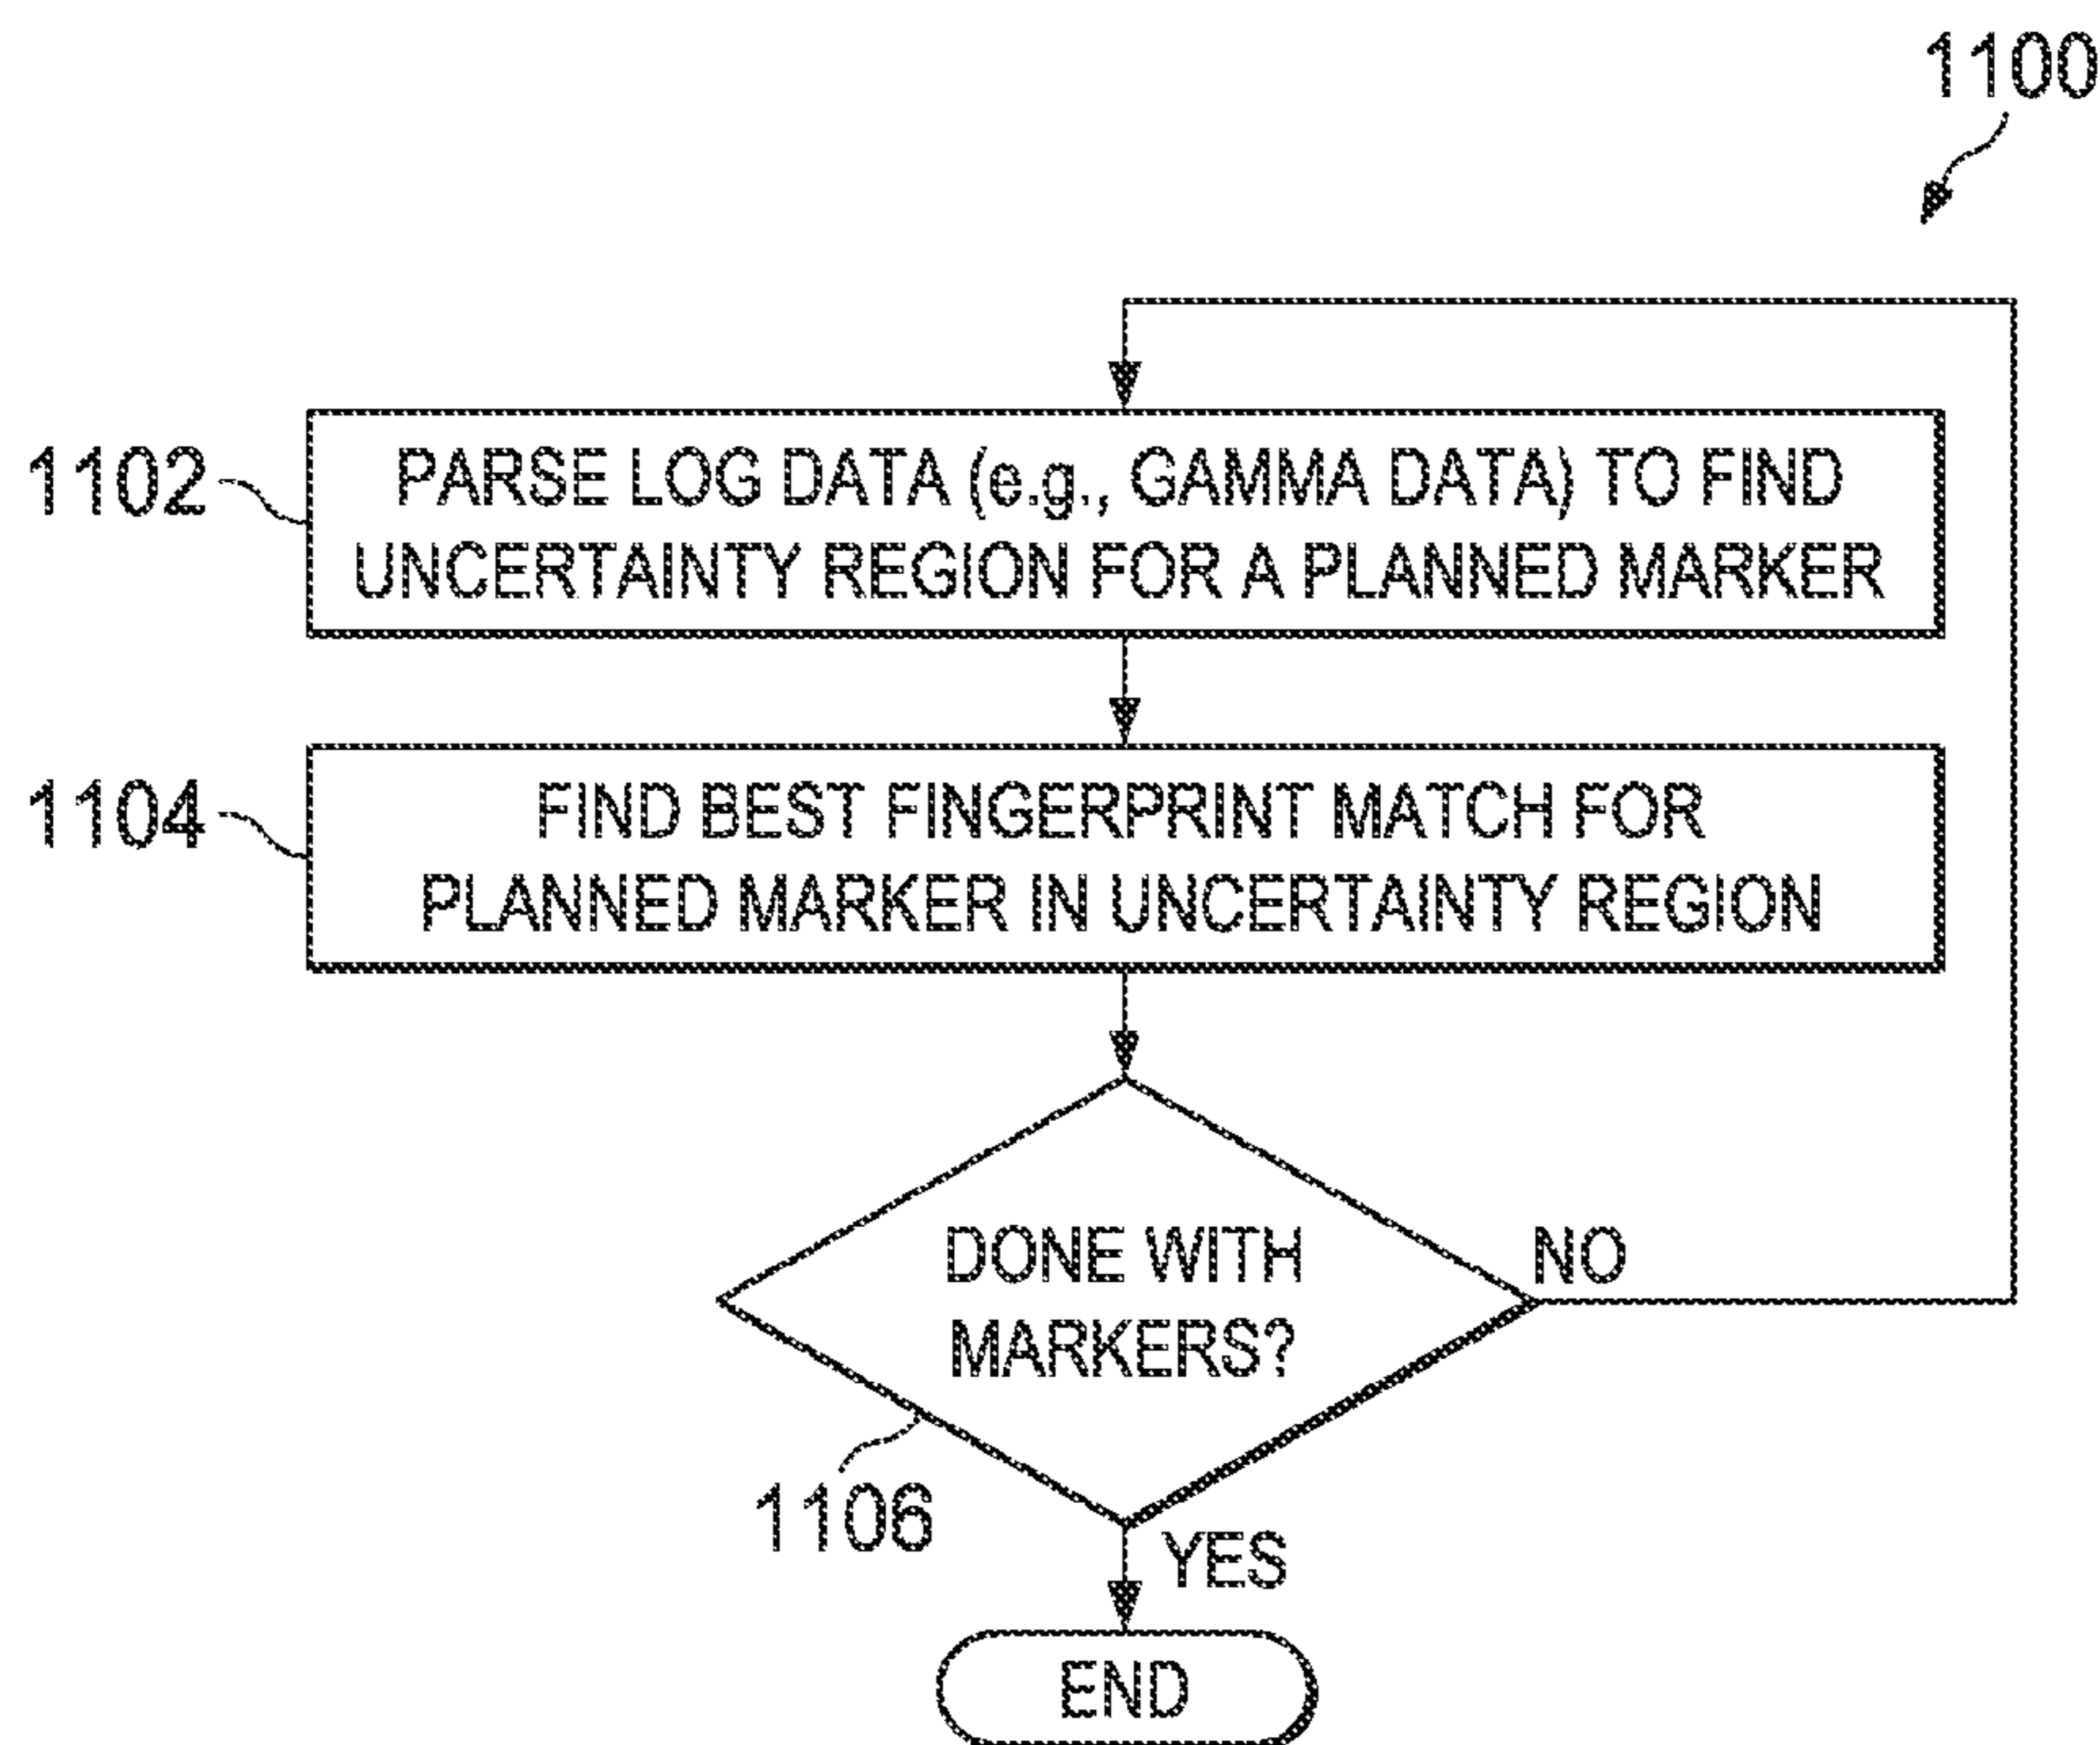 1100
1102
PARSE LOG DATA (e.g., GAMMA DATA) TO FIND
UNCERTAINTY REGION FOR A PLANNED MARKER
1104
FIND BEST FINGERPRINT MATCH FOR
PLANNED MARKER IN UNCERTAINTY REGION
DONE WITH
MARKERS?
NO
1106
YES
END